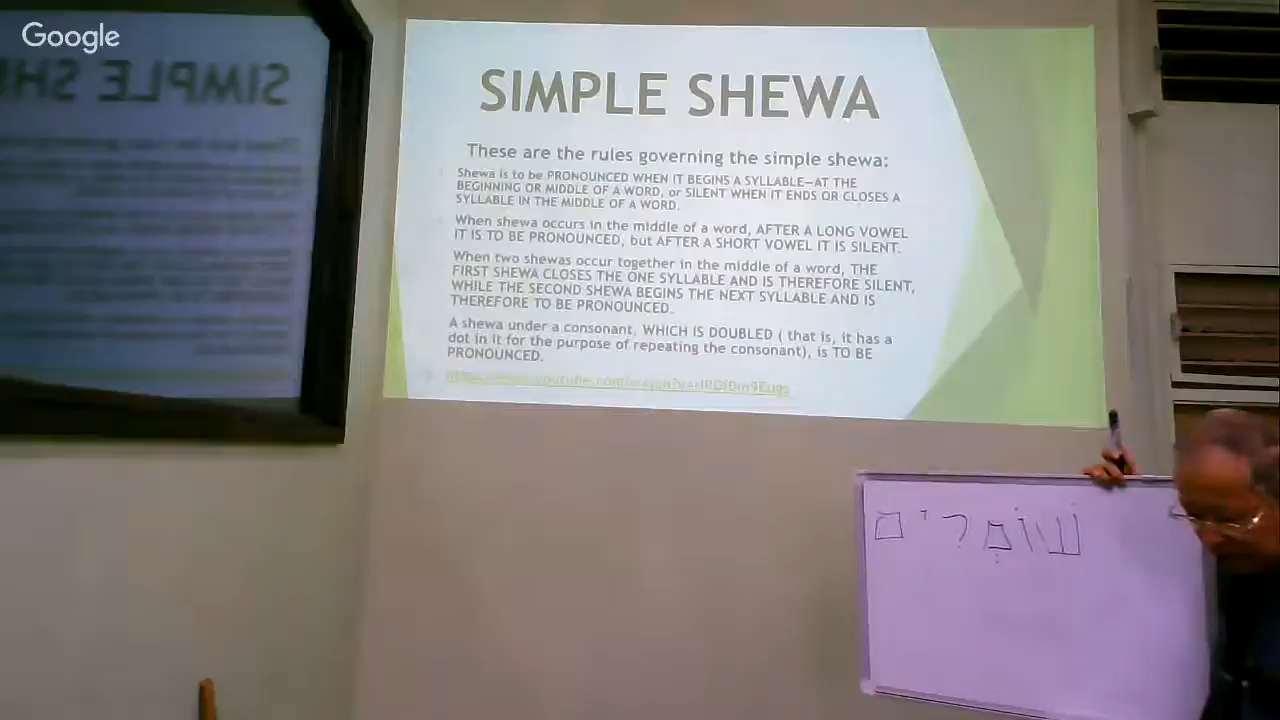 Google
SIMPLE SHEWA
These are the rules governing the simple shewa:
Shewa is to be PRONOUNCED WHEN IT BEGINS A SYLLABLE—AT THE
BEGINNING OR MIDDLE OF A WORD, or SILENT WHEN IT ENDS OR CLOSES A
SYLLABLE IN THE MIDDLE OF A WORD.
When shewa occurs in the middle of a word, AFTER A LONG VOWEL
IT IS TO BE PRONOUNCED, but AFTER A SHORT VOWEL IT IS SILENT.
When two shewas occur together in the middle of a word, THE
FIRST SHEWA CLOSES THE ONE SYLLABLE AND IS THEREFORE SILENT,
WHILE THE SECOND SHEWA BEGINS THE NEXT SYLLABLE AND IS
THEREFORE TO BE PRONOUNCED.
A shewa under a consonant, WHICH IS DOUBLED ( that is, it has a
dot in it for the purpose of repeating the consonant), is TO BE
PRONOUNCED.
שׁוֹמְרִים
SIMPLE SH